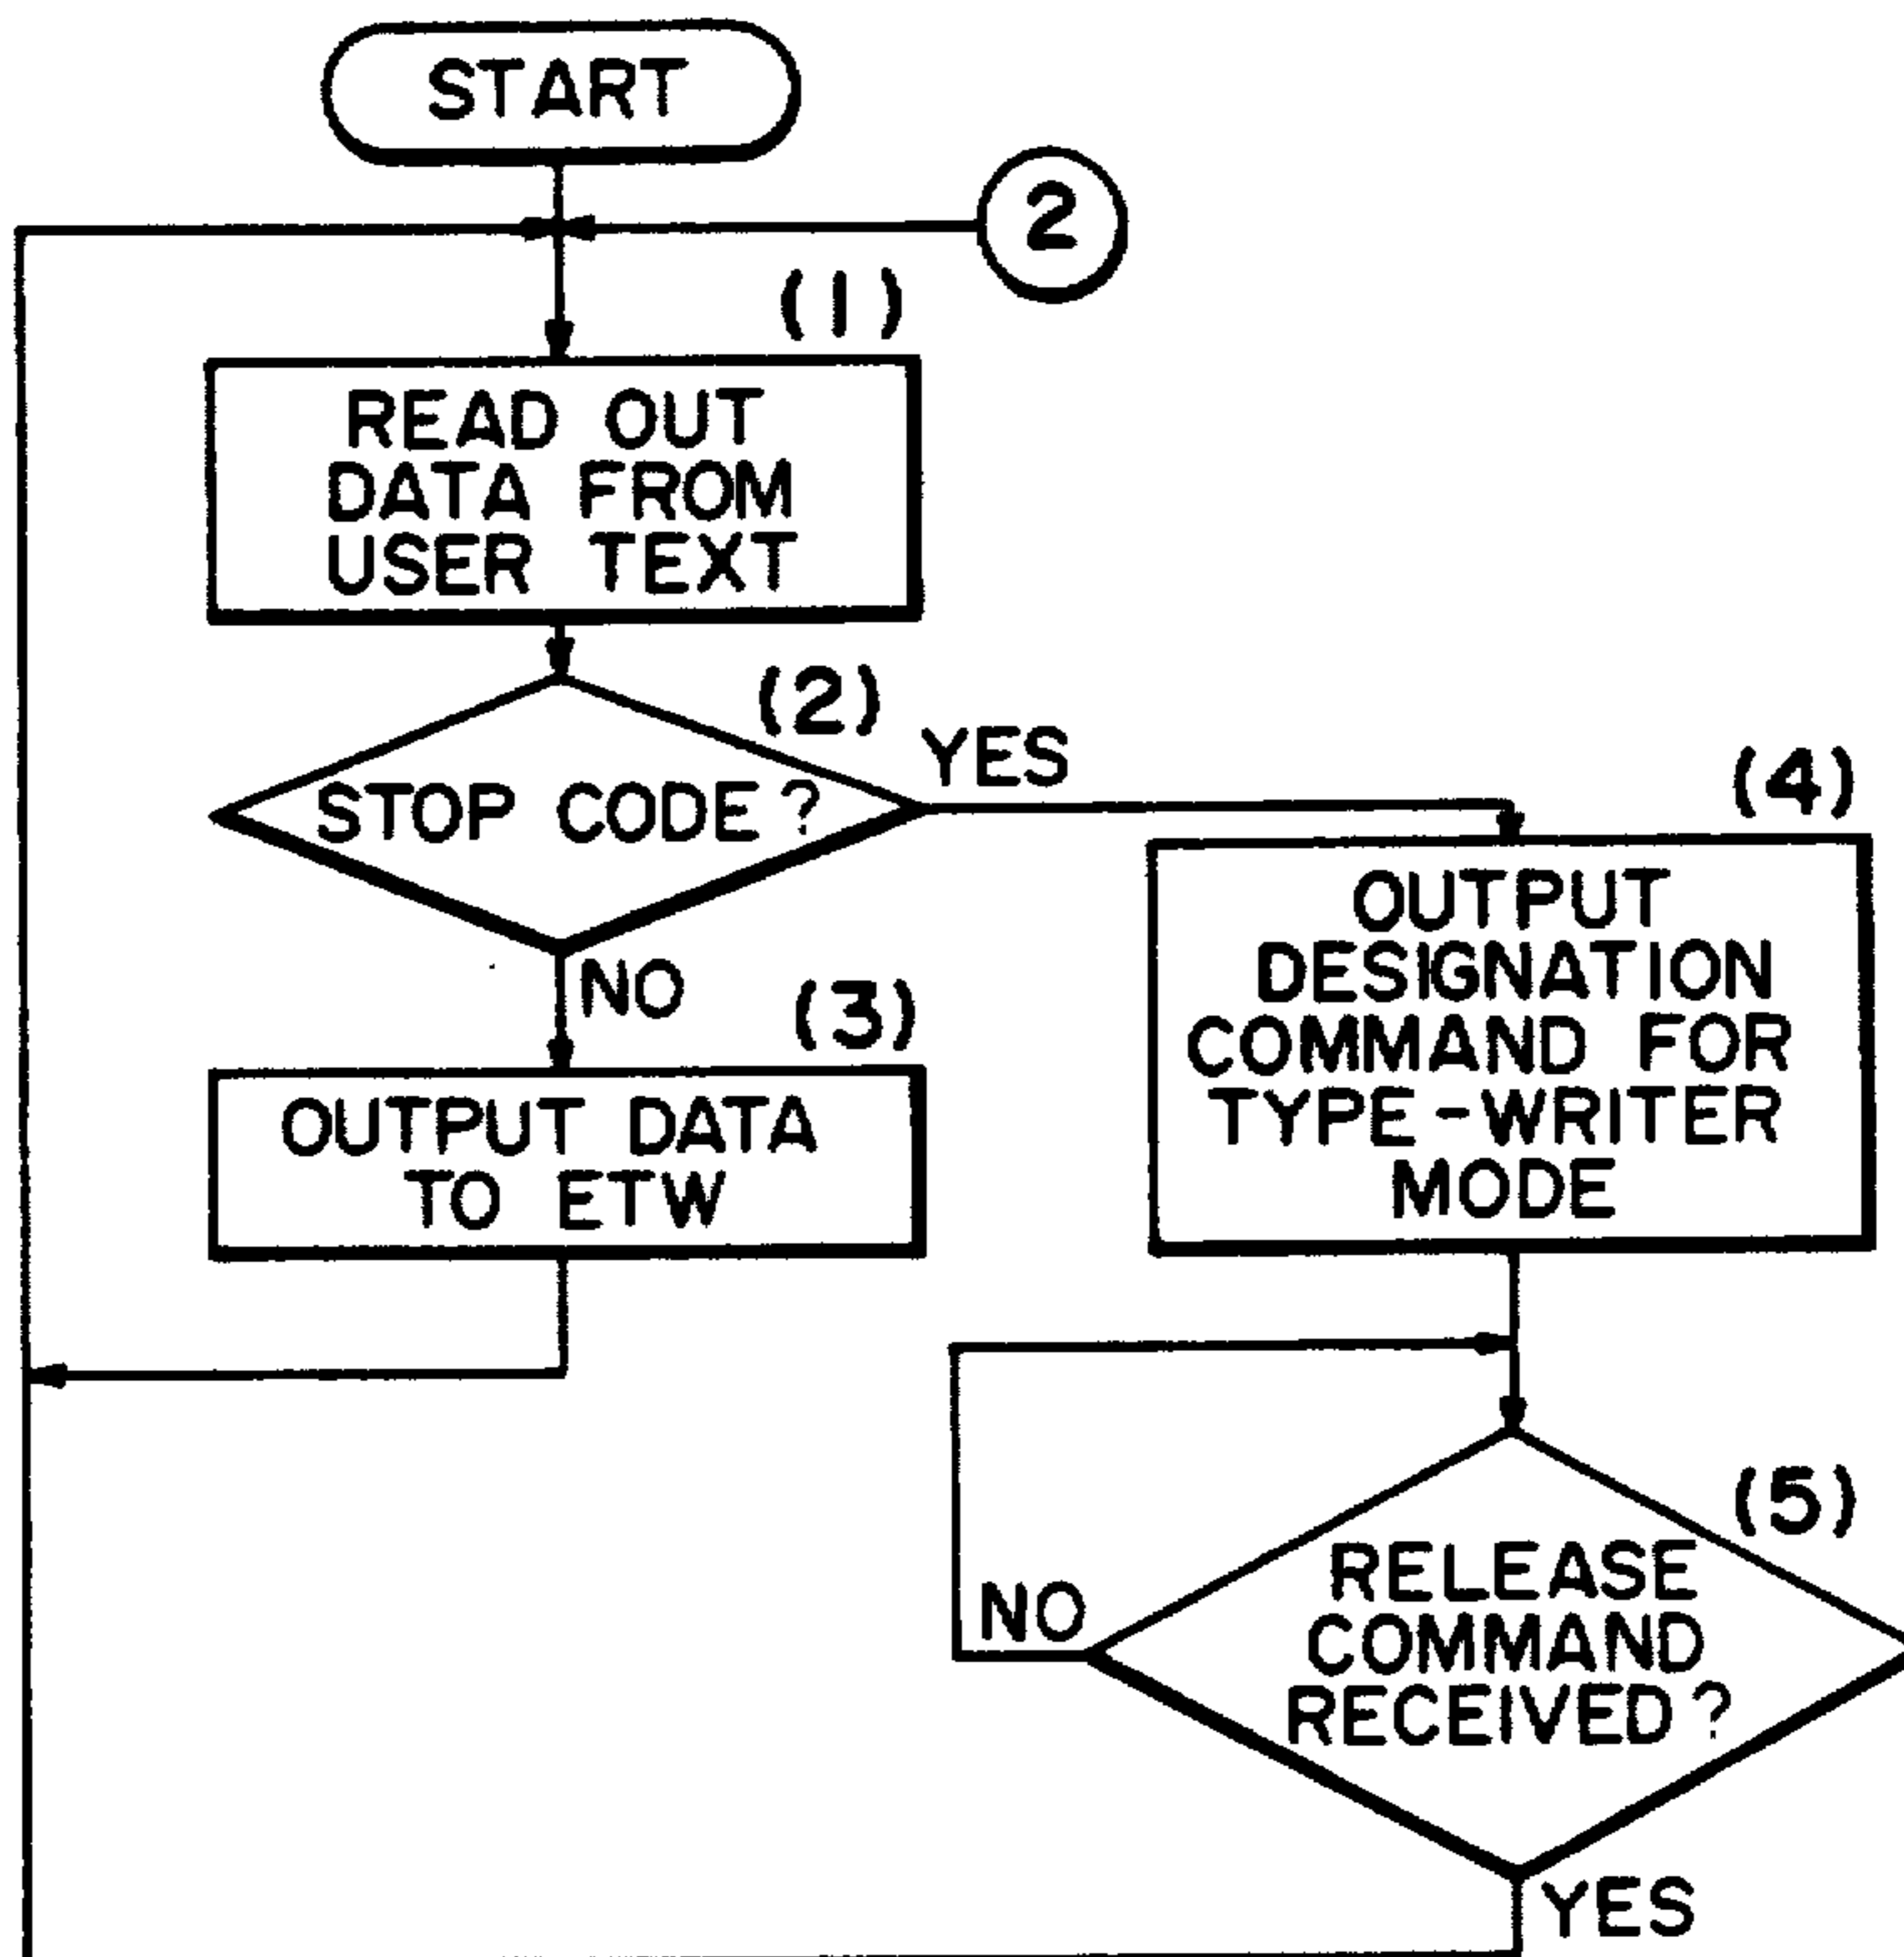 START
2
(1)
READ OUT
DATA FROM
USER TEXT
(2)
STOP CODE?
YES
NO
(3)
OUTPUT DATA
TO ETW
(4)
OUTPUT
DESIGNATION
COMMAND FOR
TYPE-WRITER
MODE
(5)
RELEASE
COMMAND
RECEIVED?
NO
YES